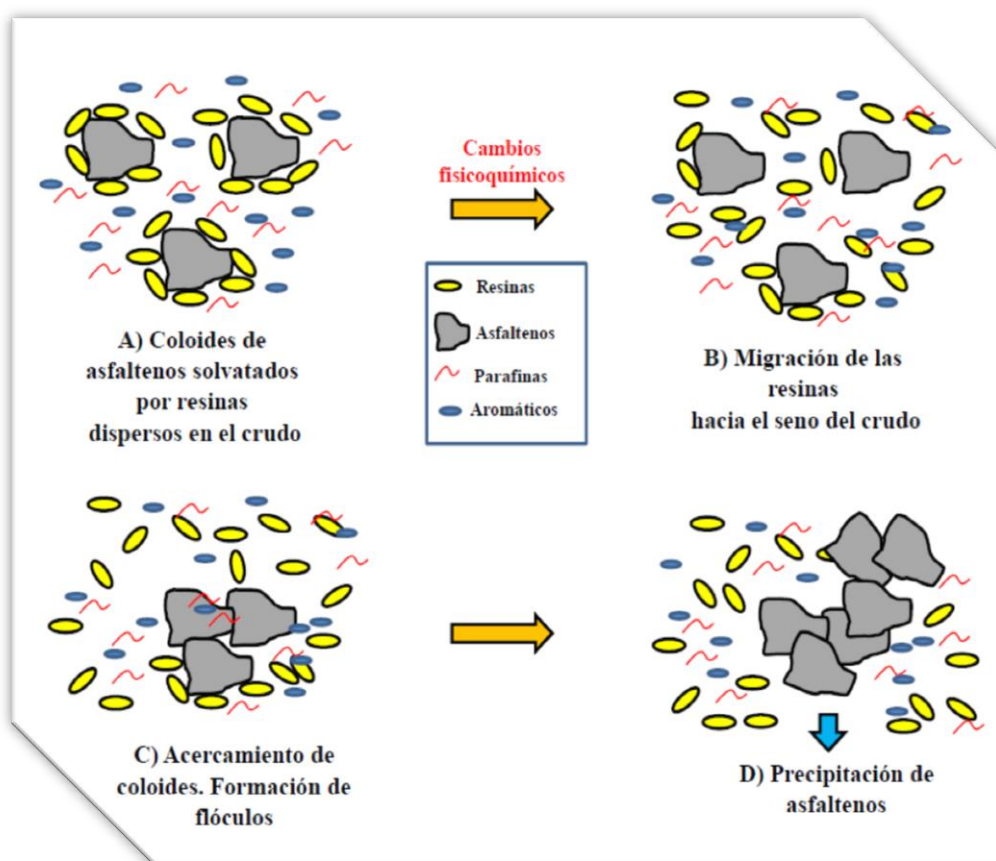 A) Coloides de
asfaltenos solvatados
por resinas
dispersos en el crudo
Cambios
fisicoquímicos
Resinas
Asfaltenos
Parafinas
Aromáticos
B) Migración de las
resinas
hacia el seno del crudo
C) Acercamiento de
coloides. Formación de
flóculos
D) Precipitación de
asfaltenos